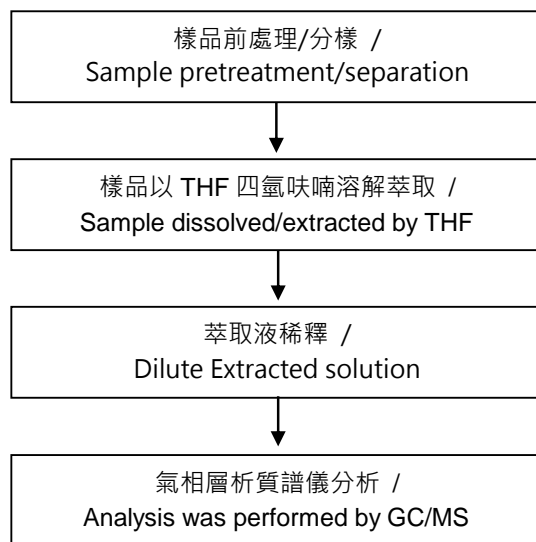 樣品前處理/分樣 /
Sample pretreatment/separation
樣品以 THF 四氫呋喃溶解萃取 /
Sample dissolved/extracted by THF
萃取液稀釋 /
Dilute Extracted solution
氣相層析質譜儀分析 /
Analysis was performed by GC/MS